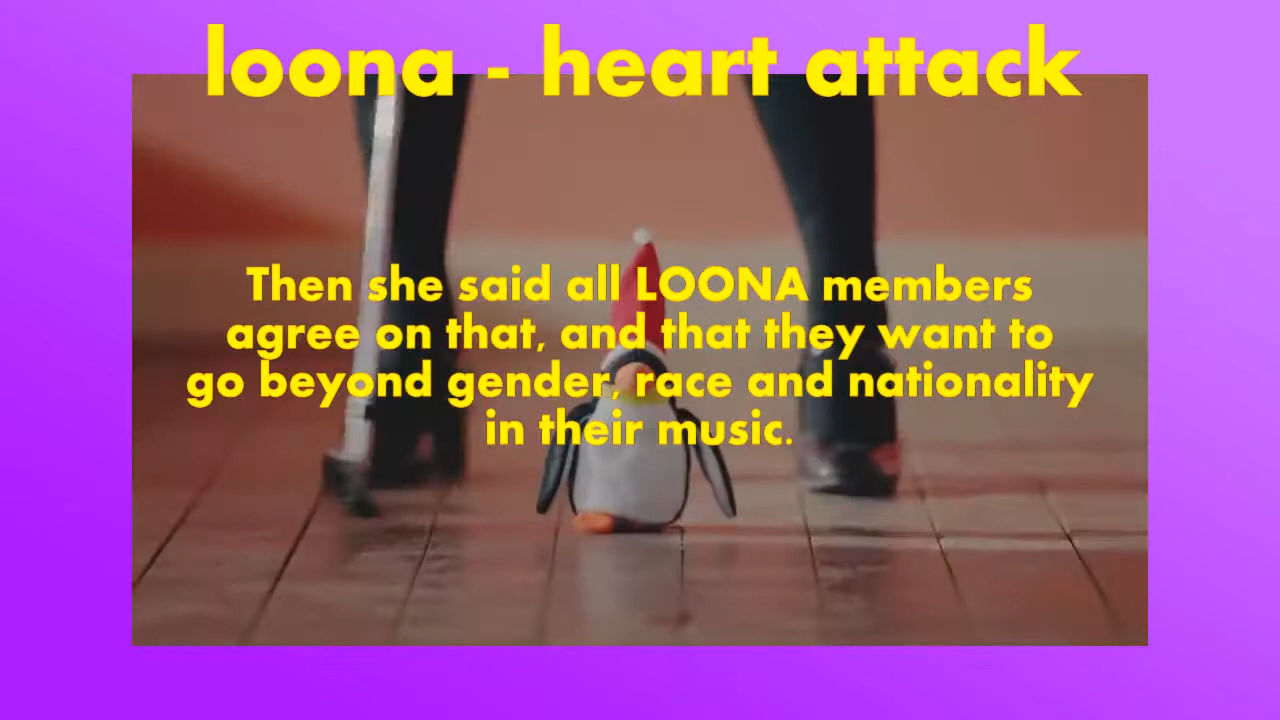 loona - heart attack
Then she said all LOONA members
agree on that, and that they want to
go beyond gender, race and nationality
in their music.